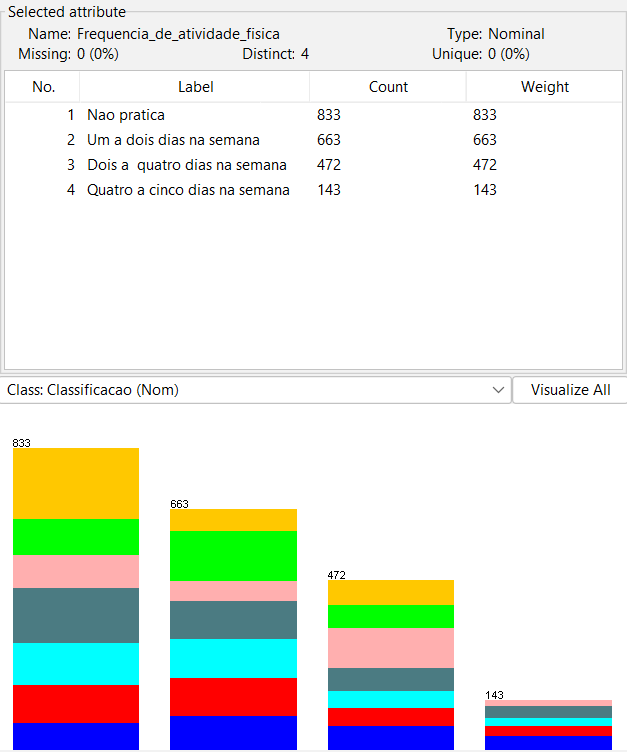 Selected attribute
Name: Frequencia_de_atividade_fisica Type: Nominal
Missing: 0 (0%) Distinct: 4 Unique: 0 (0%)
No. Label Count Weight
1 Nao pratica 833 833
2 Um a dois dias na semana 663 663
3 Dois a  quatro dias na semana 472 472
4 Quatro a cinco dias na semana 143 143
Class: Classificacao (Nom) Visualize All
833
663
472
143